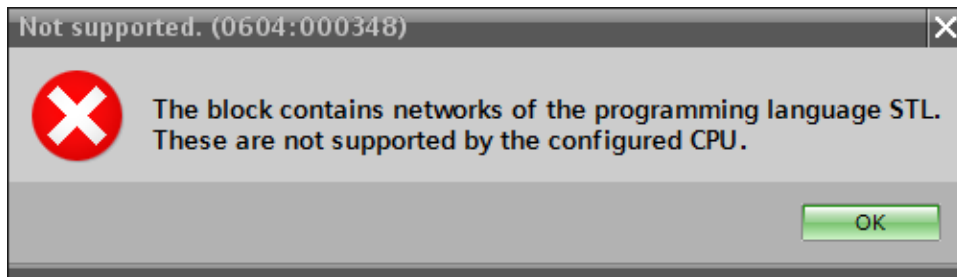 Not supported. (0604:000348)
The block contains networks of the programming language STL.
These are not supported by the configured CPU.
OK